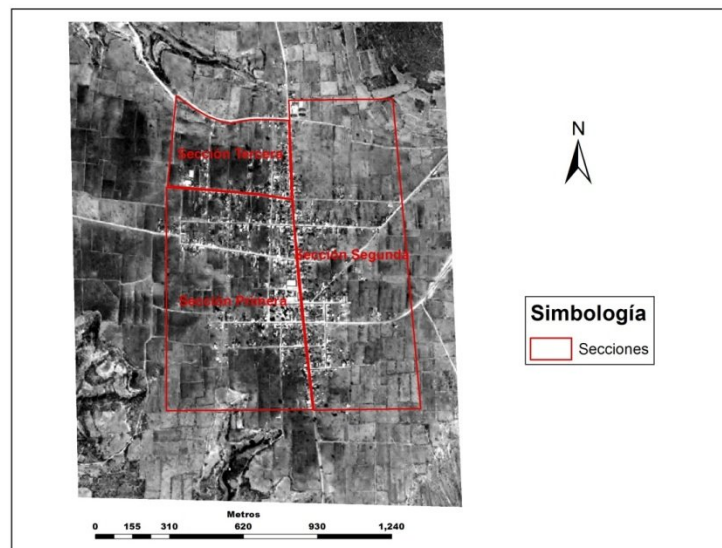 Sección Tercera
N
Sección Segunda
Sección Primera
Simbología
Secciones
Metros
0 155 310 620 930 1,240